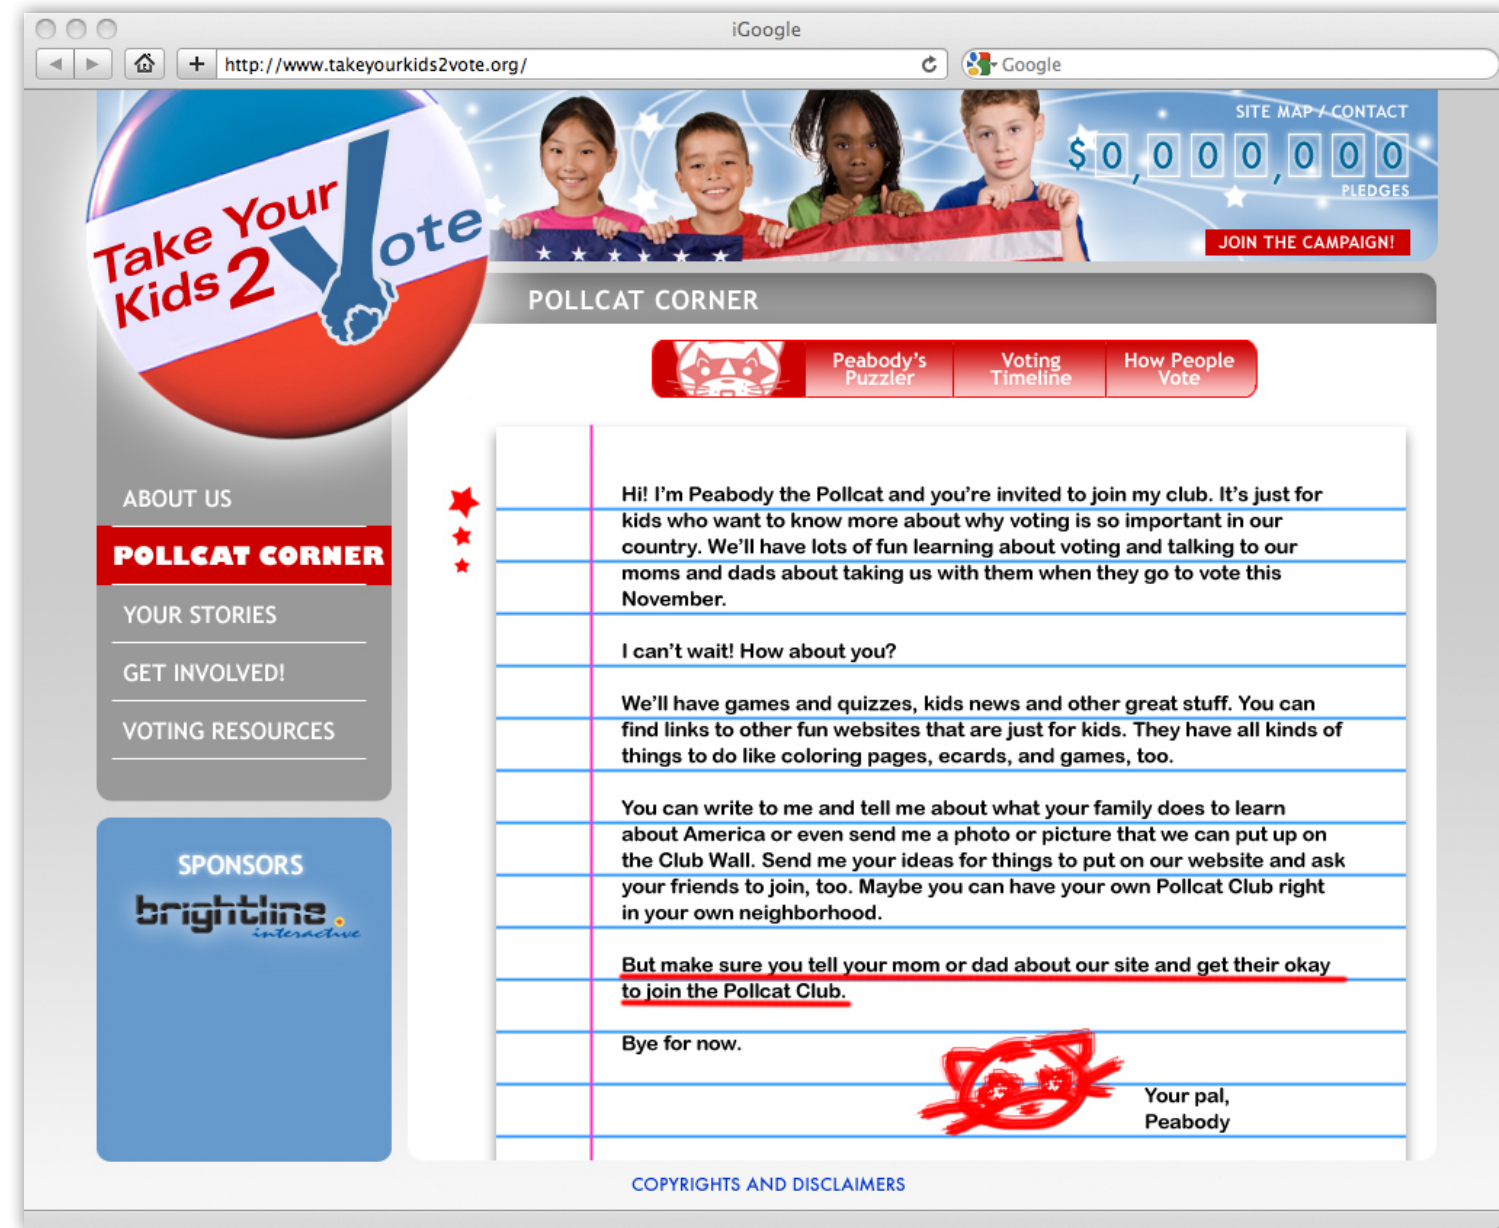 iGoogle
http://www.takeyourkids2vote.org/
Google
SITE MAP / CONTACT
$0,000,000
PLEDGES
JOIN THE CAMPAIGN!
Take Your
Kids 2 Vote
POLLCAT CORNER
Peabody's
Puzzler
Voting
Timeline
How People
Vote
ABOUT US
POLLCAT CORNER
YOUR STORIES
GET INVOLVED!
VOTING RESOURCES
SPONSORS
brightline
interactive
Hi! I'm Peabody the Pollcat and you're invited to join my club. It's just for
kids who want to know more about why voting is so important in our
country. We'll have lots of fun learning about voting and talking to our
moms and dads about taking us with them when they go to vote this
November.
I can't wait! How about you?
We'll have games and quizzes, kids news and other great stuff. You can
find links to other fun websites that are just for kids. They have all kinds of
things to do like coloring pages, ecards, and games, too.
You can write to me and tell me about what your family does to learn
about America or even send me a photo or picture that we can put up on
the Club Wall. Send me your ideas for things to put on our website and ask
your friends to join, too. Maybe you can have your own Pollcat Club right
in your own neighborhood.
But make sure you tell your mom or dad about our site and get their okay
to join the Pollcat Club.
Bye for now.
Your pal,
Peabody
COPYRIGHTS AND DISCLAIMERS